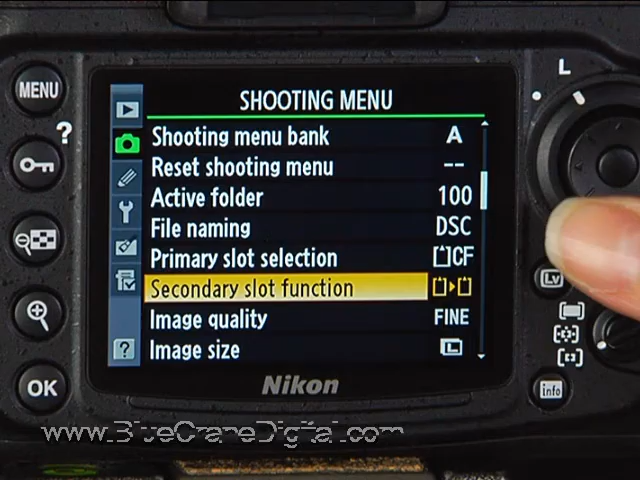 MENU
L
SHOOTING MENU
?
Shooting menu bank A
Reset shooting menu --
Active folder 100
File naming DSC
Primary slot selection CF
Secondary slot function
Lv
Image quality FINE
Image size L
?
OK
Nikon
info
www.BlueCraneDigital.com